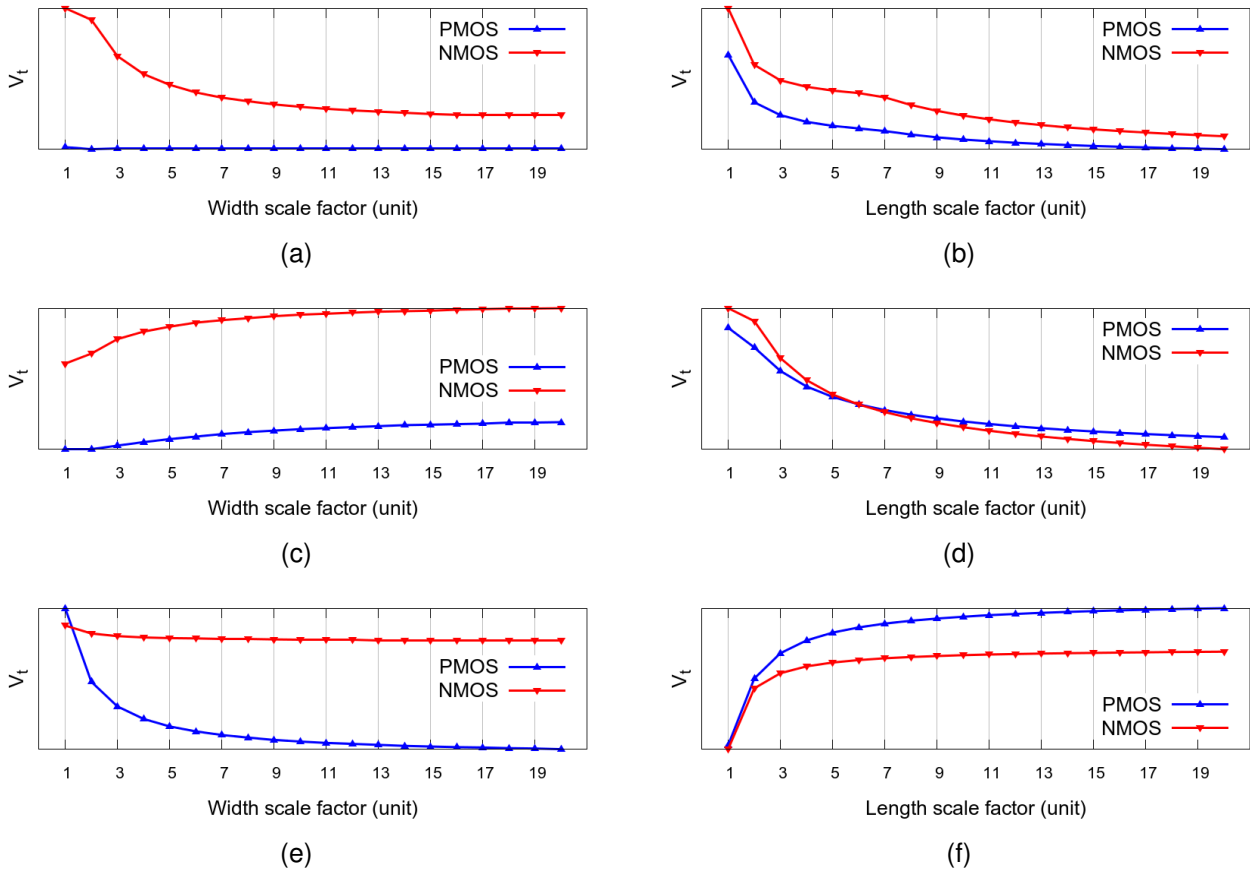 PMOS
NMOS
V_t
1 3 5 7 9 11 13 15 17 19
Width scale factor (unit)
(a)
PMOS
NMOS
V_t
1 3 5 7 9 11 13 15 17 19
Length scale factor (unit)
(b)
PMOS
NMOS
V_t
1 3 5 7 9 11 13 15 17 19
Width scale factor (unit)
(c)
PMOS
NMOS
V_t
1 3 5 7 9 11 13 15 17 19
Length scale factor (unit)
(d)
PMOS
NMOS
V_t
1 3 5 7 9 11 13 15 17 19
Width scale factor (unit)
(e)
PMOS
NMOS
V_t
1 3 5 7 9 11 13 15 17 19
Length scale factor (unit)
(f)